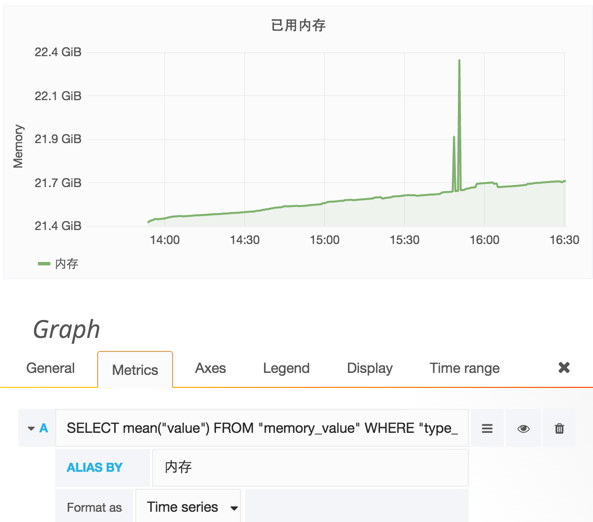 已用内存
22.4 GiB
22.1 GiB
21.9 GiB
21.7 GiB
21.4 GiB
Memory
14:00 14:30 15:00 15:30 16:00 16:30
内存
Graph
General Metrics Axes Legend Display Time range
A SELECT mean("value") FROM "memory_value" WHERE "type_
ALIAS BY 内存
Format as Time series